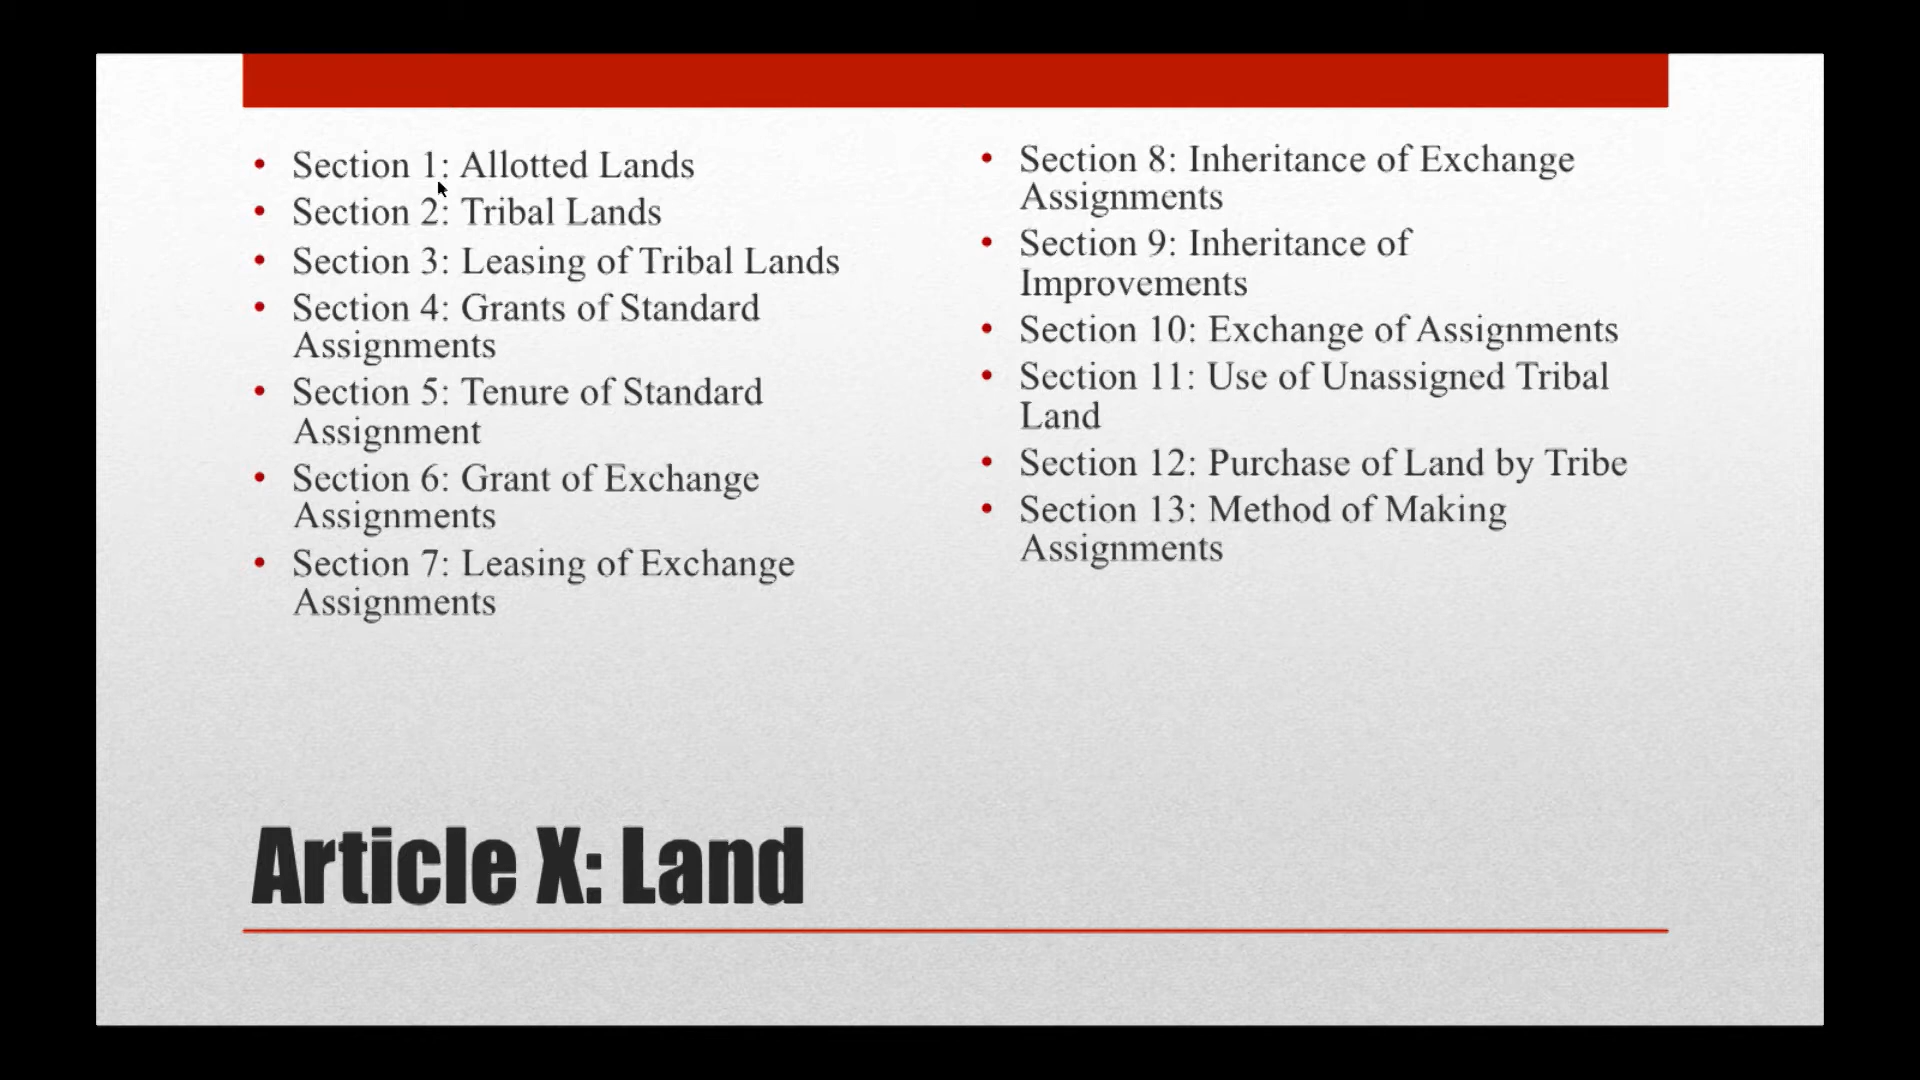 • Section 1: Allotted Lands
• Section 2: Tribal Lands
• Section 3: Leasing of Tribal Lands
• Section 4: Grants of Standard
Assignments
• Section 5: Tenure of Standard
Assignment
• Section 6: Grant of Exchange
Assignments
• Section 7: Leasing of Exchange
Assignments
• Section 8: Inheritance of Exchange
Assignments
• Section 9: Inheritance of
Improvements
• Section 10: Exchange of Assignments
• Section 11: Use of Unassigned Tribal
Land
• Section 12: Purchase of Land by Tribe
• Section 13: Method of Making
Assignments
Article X: Land